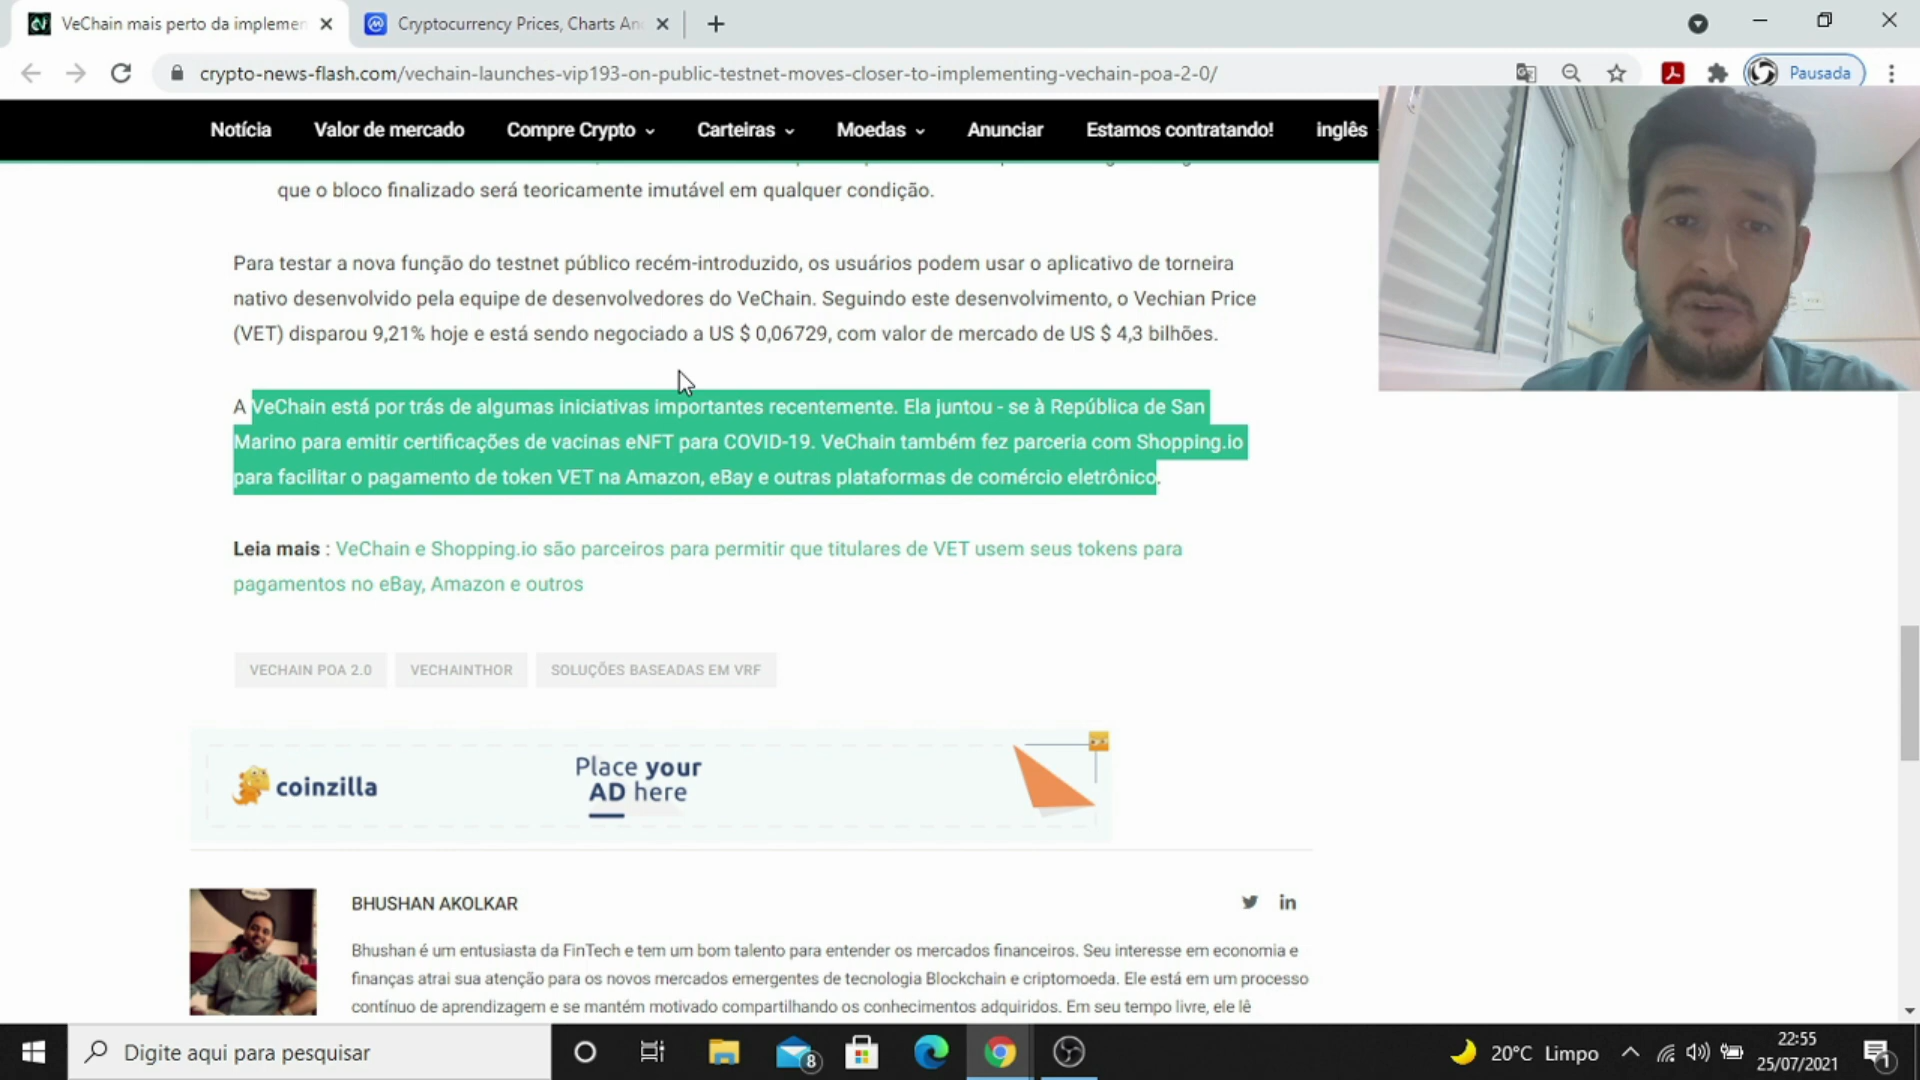 VeChain mais perto da implemen
Cryptocurrency Prices, Charts An
crypto-news-flash.com/vechain-launches-vip193-on-public-testnet-moves-closer-to-implementing-vechain-poa-2-0/
Pausada
Notícia
Valor de mercado
Compre Crypto
Carteiras
Moedas
Anunciar
Estamos contratando!
inglês
que o bloco finalizado será teoricamente imutável em qualquer condição.
Para testar a nova função do testnet público recém-introduzido, os usuários podem usar o aplicativo de torneira
nativo desenvolvido pela equipe de desenvolvedores do VeChain. Seguindo este desenvolvimento, o Vechian Price
(VET) disparou 9,21% hoje e está sendo negociado a US $ 0,06729, com valor de mercado de US $ 4,3 bilhões.
A VeChain está por trás de algumas iniciativas importantes recentemente. Ela juntou - se à República de San
Marino para emitir certificações de vacinas eNFT para COVID-19. VeChain também fez parceria com Shopping.io
para facilitar o pagamento de token VET na Amazon, eBay e outras plataformas de comércio eletrônico.
Leia mais : VeChain e Shopping.io são parceiros para permitir que titulares de VET usem seus tokens para
pagamentos no eBay, Amazon e outros
VECHAIN POA 2.0
VECHAINTHOR
SOLUÇÕES BASEADAS EM VRF
coinzilla
Place your
AD here
BHUSHAN AKOLKAR
Bhushan é um entusiasta da FinTech e tem um bom talento para entender os mercados financeiros. Seu interesse em economia e
finanças atrai sua atenção para os novos mercados emergentes de tecnologia Blockchain e criptomoeda. Ele está em um processo
contínuo de aprendizagem e se mantém motivado compartilhando os conhecimentos adquiridos. Em seu tempo livre, ele lê
Digite aqui para pesquisar
8
20°C Limpo
22:55
25/07/2021
1